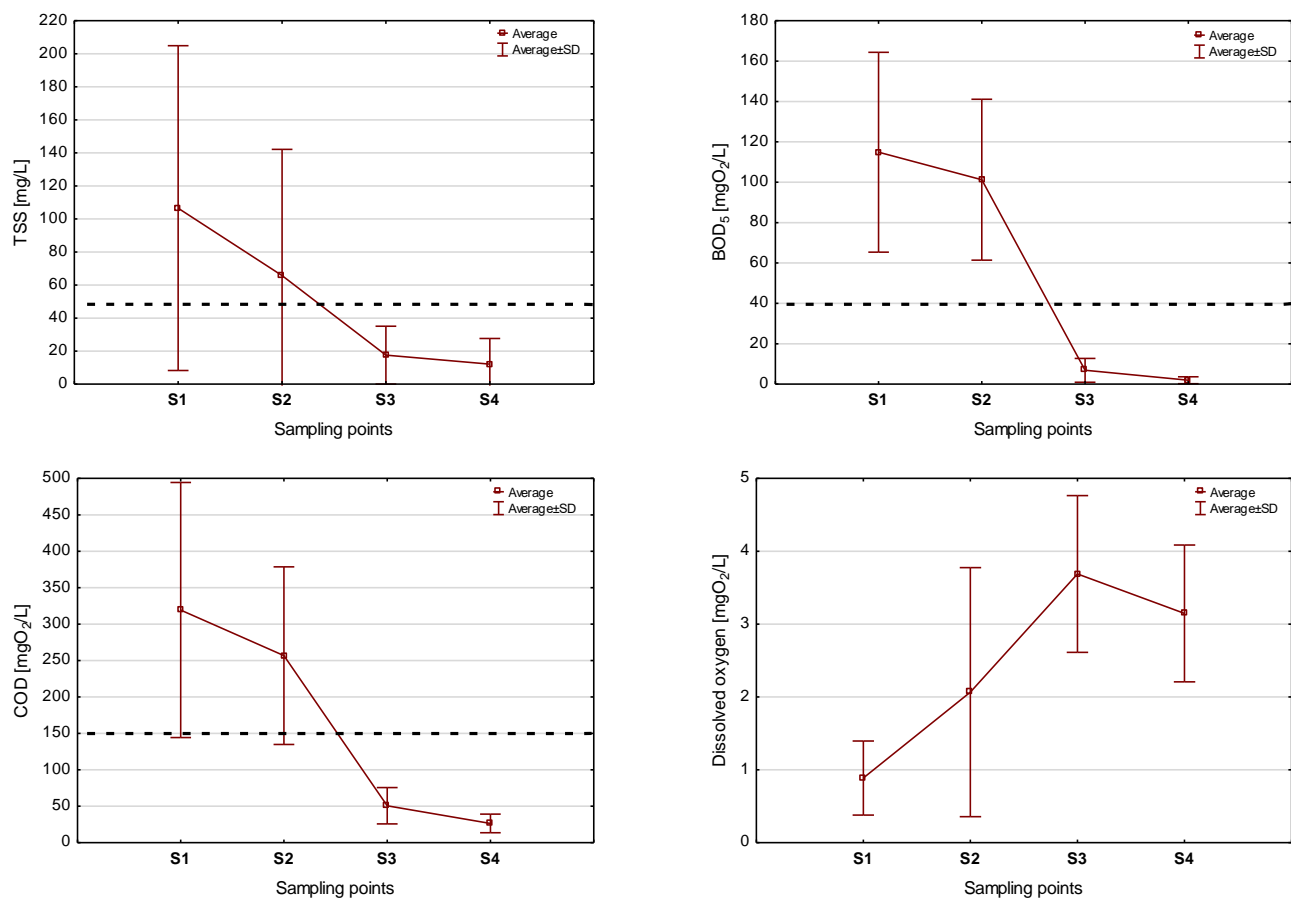 220
200
180
160
140
120
100
80
60
40
20
0
TSS [mg/L]
Average
Average±SD
S1 S2 S3 S4
Sampling points
180
160
140
120
100
80
60
40
20
0
BOD₅ [mgO₂/L]
Average
Average±SD
S1 S2 S3 S4
Sampling points
500
450
400
350
300
250
200
150
100
50
0
COD [mgO₂/L]
Average
Average±SD
S1 S2 S3 S4
Sampling points
5
4
3
2
1
0
Dissolved oxygen [mgO₂/L]
Average
Average±SD
S1 S2 S3 S4
Sampling points